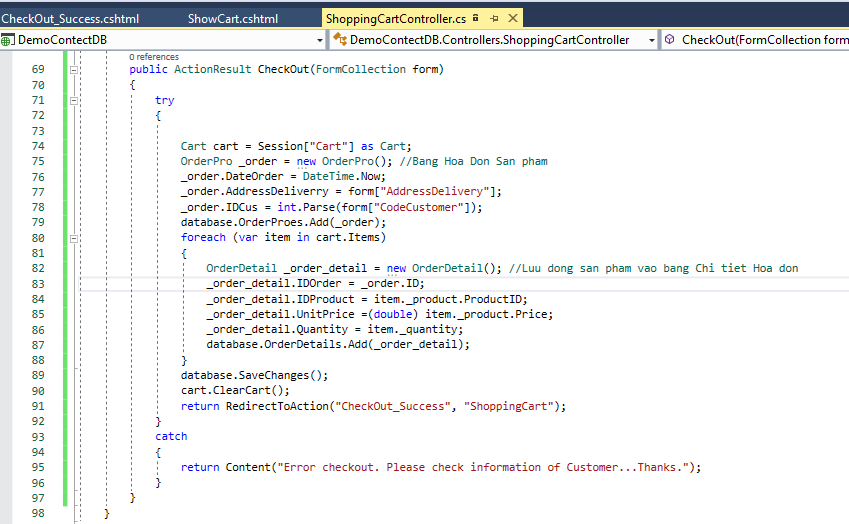 CheckOut_Success.cshtml ShowCart.cshtml ShoppingCartController.cs
DemoContectDB DemoContectDB.Controllers.ShoppingCartController CheckOut(FormCollection form
0 references
69 public ActionResult CheckOut(FormCollection form)
70 {
71 try
72 {
73
74 Cart cart = Session["Cart"] as Cart;
75 OrderPro _order = new OrderPro(); //Bang Hoa Don San pham
76 _order.DateOrder = DateTime.Now;
77 _order.AddressDeliverry = form["AddressDelivery"];
78 _order.IDCus = int.Parse(form["CodeCustomer"]);
79 database.OrderProes.Add(_order);
80 foreach (var item in cart.Items)
81 {
82 OrderDetail _order_detail = new OrderDetail(); //Luu dong san pham vao bang Chi tiet Hoa don
83 _order_detail.IDOrder = _order.ID;
84 _order_detail.IDProduct = item._product.ProductID;
85 _order_detail.UnitPrice =(double) item._product.Price;
86 _order_detail.Quantity = item._quantity;
87 database.OrderDetails.Add(_order_detail);
88 }
89 database.SaveChanges();
90 cart.ClearCart();
91 return RedirectToAction("CheckOut_Success", "ShoppingCart");
92 }
93 catch
94 {
95 return Content("Error checkout. Please check information of Customer...Thanks.");
96 }
97 }
98 }